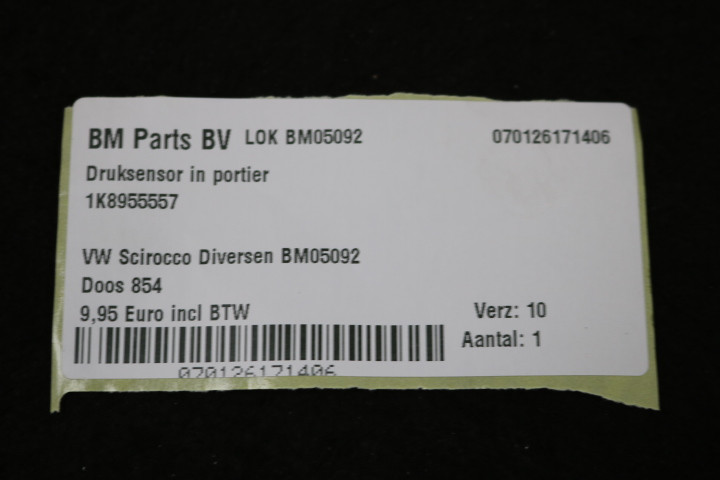 BM Parts BV LOK BM05092 070126171406
Druksensor in portier
1K8955557
VW Scirocco Diversen BM05092
Doos 854
9,95 Euro incl BTW Verz: 10
Aantal: 1
070126171406